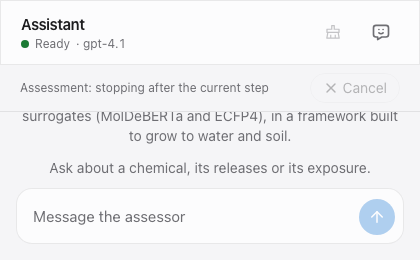 Assistant
Ready · gpt-4.1
Assessment: stopping after the current step
Cancel
surrogates (MolDeBERTa and ECFP4), in a framework built
to grow to water and soil.
Ask about a chemical, its releases or its exposure.
Message the assessor